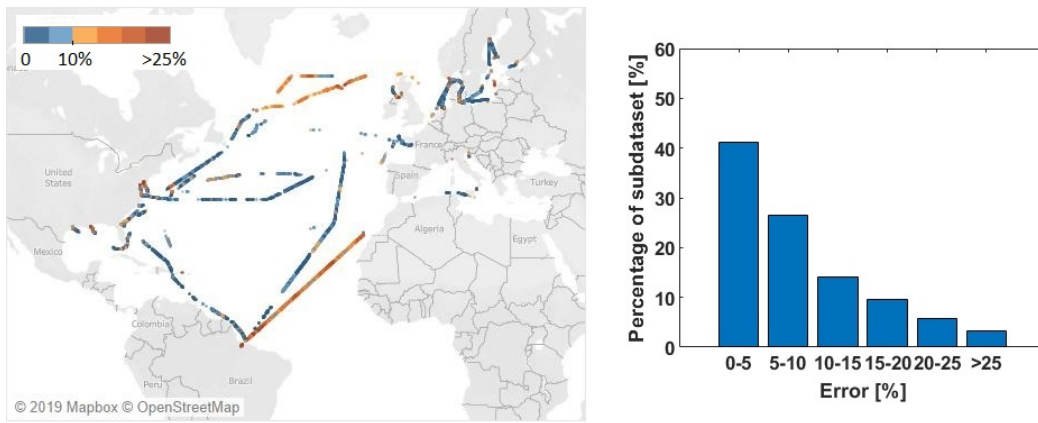 0 10% >25%
United
States
Mexico
Colombia
Peru
Brazil
France
Spain
Algeria
Egypt
Turkey
© 2019 Mapbox © OpenStreetMap
Percentage of subdataset [%]
60
50
40
30
20
10
0
0-5 5-10 10-15 15-20 20-25 >25
Error [%]